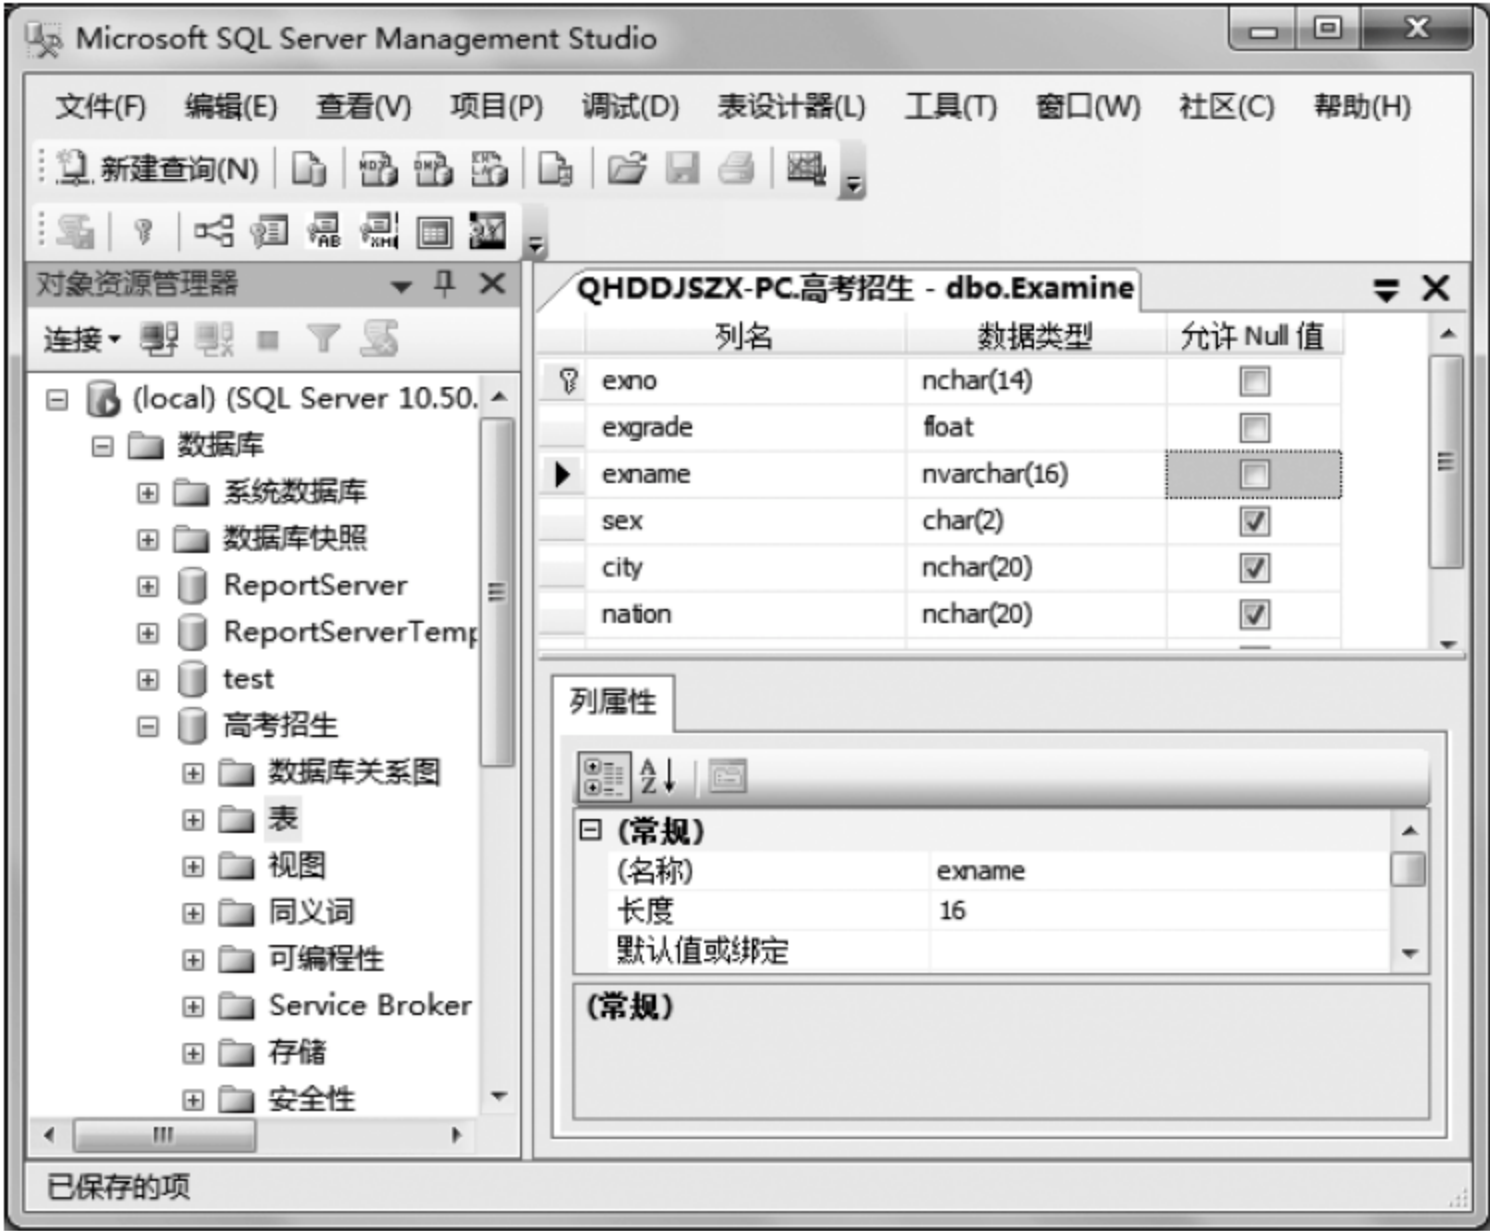 Microsoft SQL Server Management Studio
文件(F) 编辑(E) 查看(V) 项目(P) 调试(D) 表设计器(L) 工具(T) 窗口(W) 社区(C) 帮助(H)
新建查询(N)
对象资源管理器
连接
(local) (SQL Server 10.50.
数据库
系统数据库
数据库快照
ReportServer
ReportServerTemp
test
高考招生
数据库关系图
表
视图
同义词
可编程性
Service Broker
存储
安全性
QHDDJSZX-PC.高考招生 - dbo.Examine
列名 数据类型 允许 Null 值
exno nchar(14)
exgrade float
exname nvarchar(16)
sex char(2)
city nchar(20)
nation nchar(20)
列属性
(常规)
(名称) exname
长度 16
默认值或绑定
(常规)
已保存的项